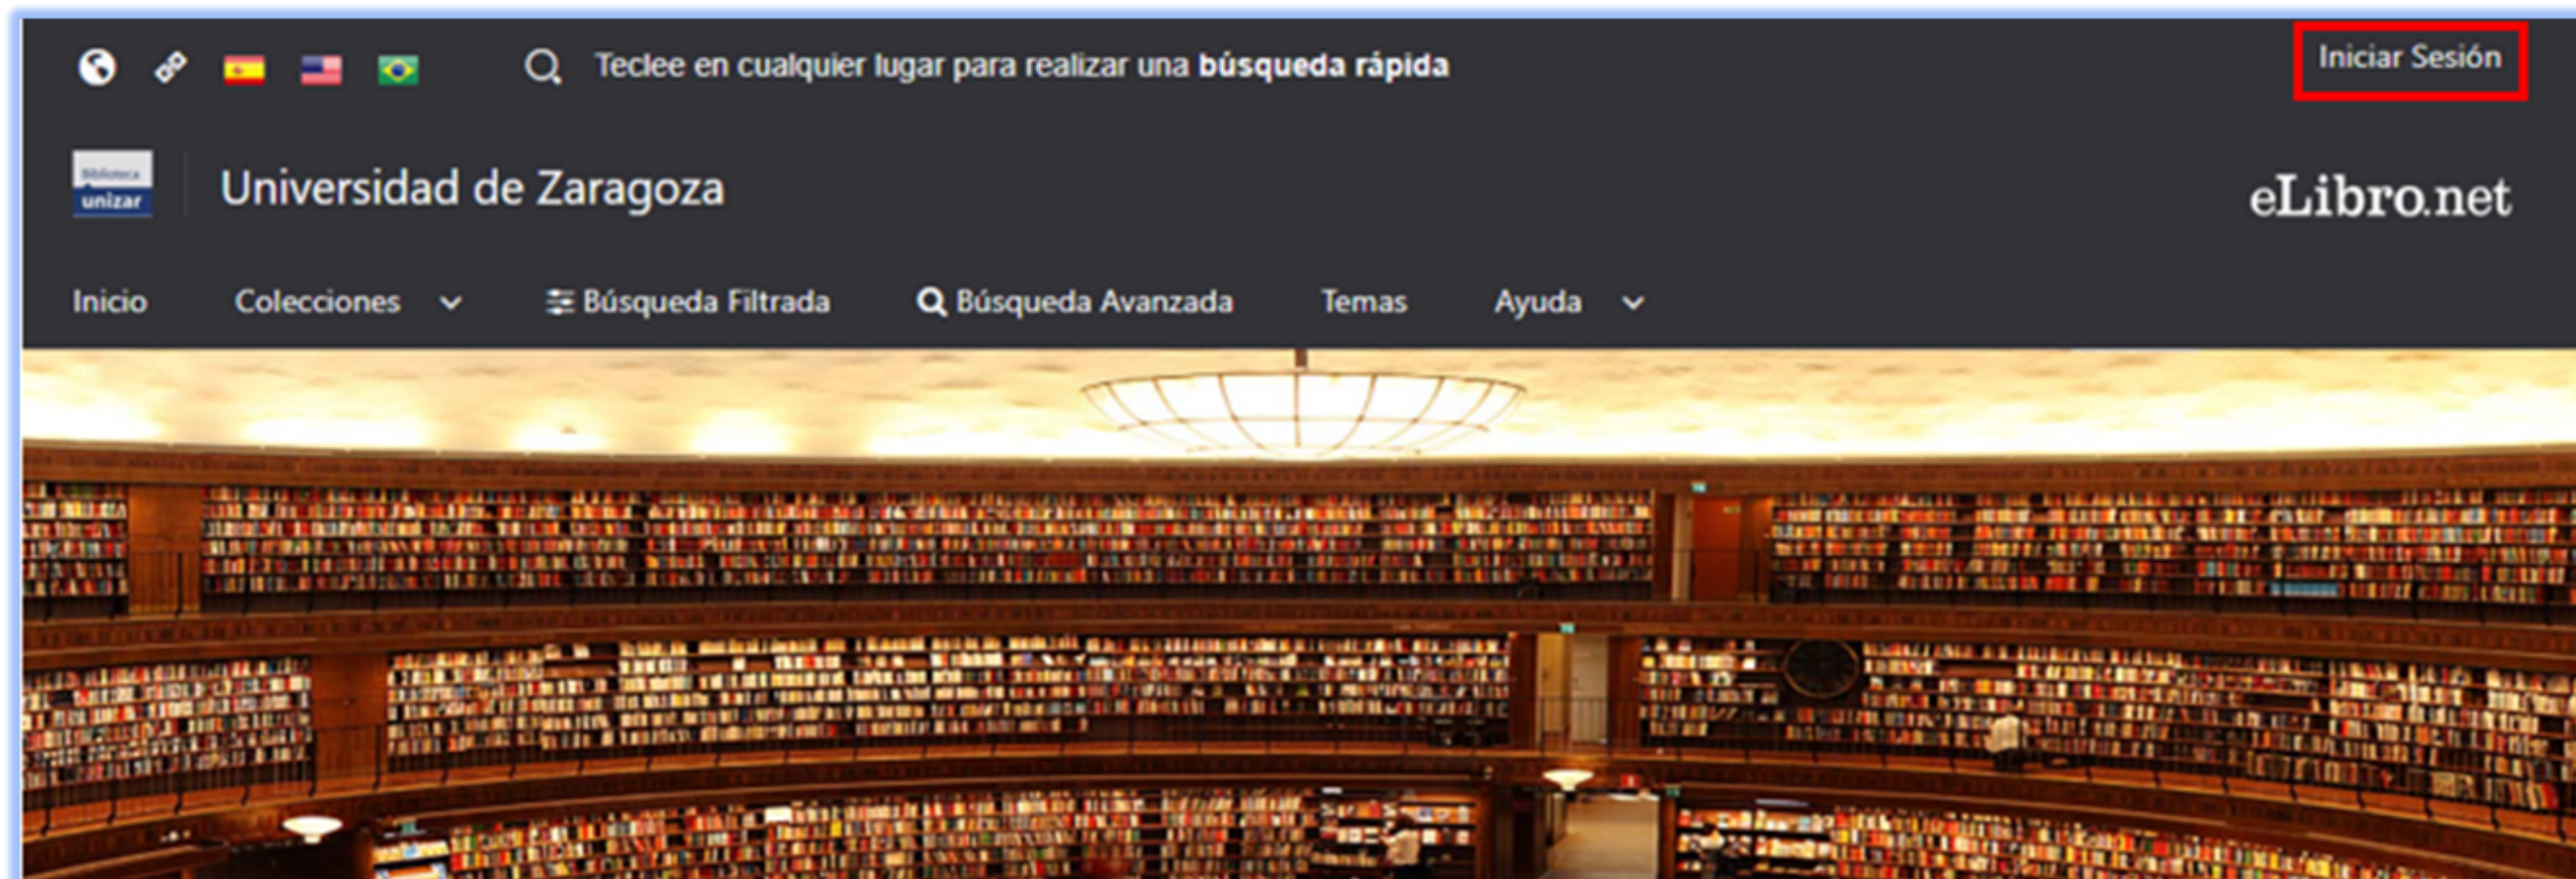 Teclee en cualquier lugar para realizar una búsqueda rápida
Iniciar Sesión
Biblioteca
unizar
Universidad de Zaragoza
eLibro.net
Inicio Colecciones Búsqueda Filtrada Búsqueda Avanzada Temas Ayuda